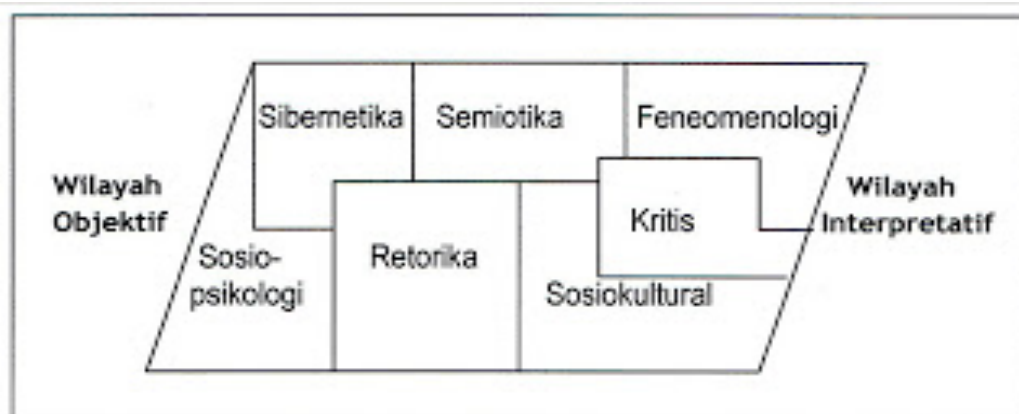 Sibernetika
Semiotika
Feneomenologi
Wilayah
Objektif
Wilayah
Interpretatif
Kritis
Sosio-
psikologi
Retorika
Sosiokultural